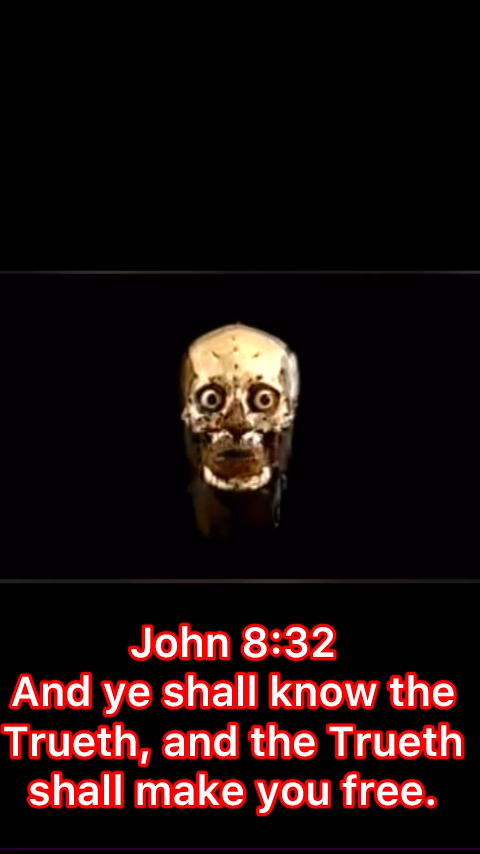 John 8:32
And ye shall know the
Trueth, and the Trueth
shall make you free.